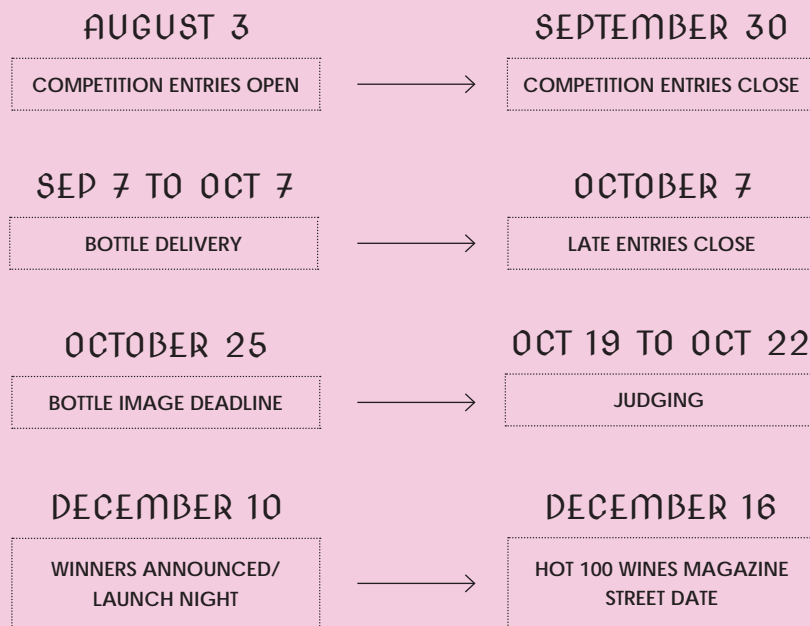 AUGUST 3
COMPETITION ENTRIES OPEN
SEPTEMBER 30
COMPETITION ENTRIES CLOSE
SEP 7 TO OCT 7
BOTTLE DELIVERY
OCTOBER 7
LATE ENTRIES CLOSE
OCTOBER 25
BOTTLE IMAGE DEADLINE
OCT 19 TO OCT 22
JUDGING
DECEMBER 10
WINNERS ANNOUNCED/
LAUNCH NIGHT
DECEMBER 16
HOT 100 WINES MAGAZINE
STREET DATE